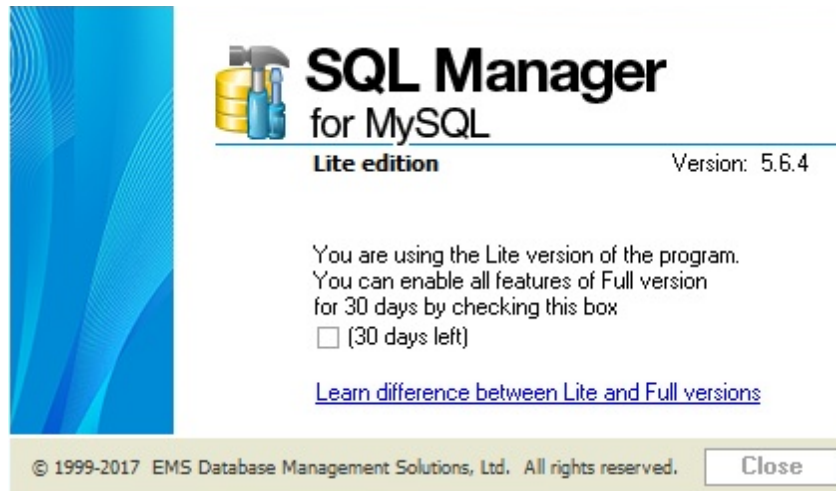 SQL Manager
for MySQL
Lite edition Version: 5.6.4
You are using the Lite version of the program.
You can enable all features of Full version
for 30 days by checking this box
(30 days left)
Learn difference between Lite and Full versions
© 1999-2017 EMS Database Management Solutions, Ltd. All rights reserved. Close